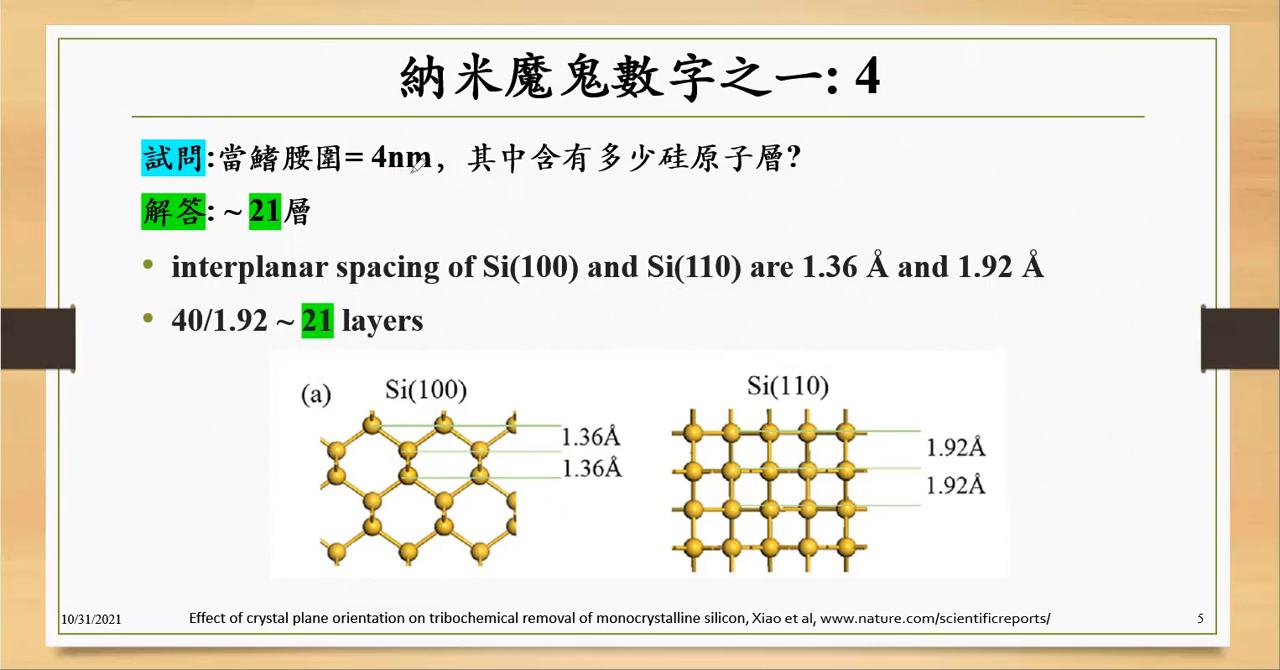 納米魔鬼數字之一: 4
試問:當鰭腰圍= 4nm，其中含有多少硅原子層?
解答: ~ 21層
• interplanar spacing of Si(100) and Si(110) are 1.36 Å and 1.92 Å
• 40/1.92 ~ 21 layers
(a) Si(100) Si(110)
1.36Å
1.36Å
1.92Å
1.92Å
10/31/2021 Effect of crystal plane orientation on tribochemical removal of monocrystalline silicon, Xiao et al, www.nature.com/scientificreports/ 5